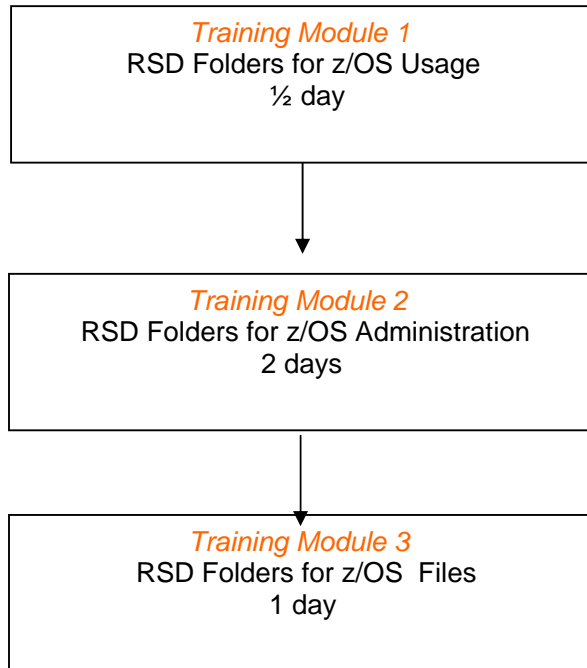 Training Module 1
RSD Folders for z/OS Usage
½ day
Training Module 2
RSD Folders for z/OS Administration
2 days
Training Module 3
RSD Folders for z/OS Files
1 day